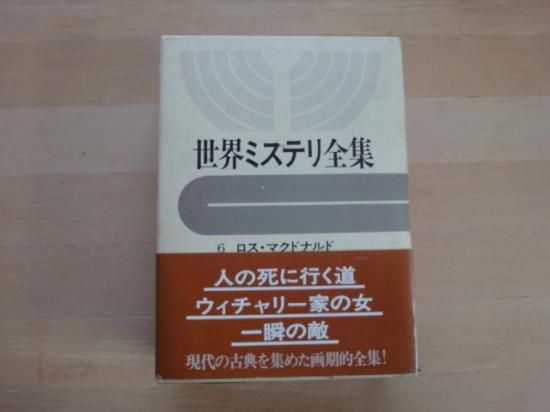 世界ミステリ全集
6 ロス・マクドナルド
人の死に行く道
ウィチャリー家の女
一瞬の敵
現代の古典を集めた画期的全集!